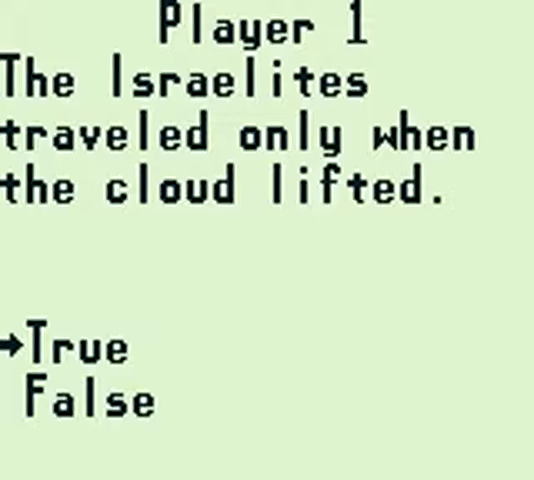 Player 1
The Israelites
traveled only when
the cloud lifted.
→True
False